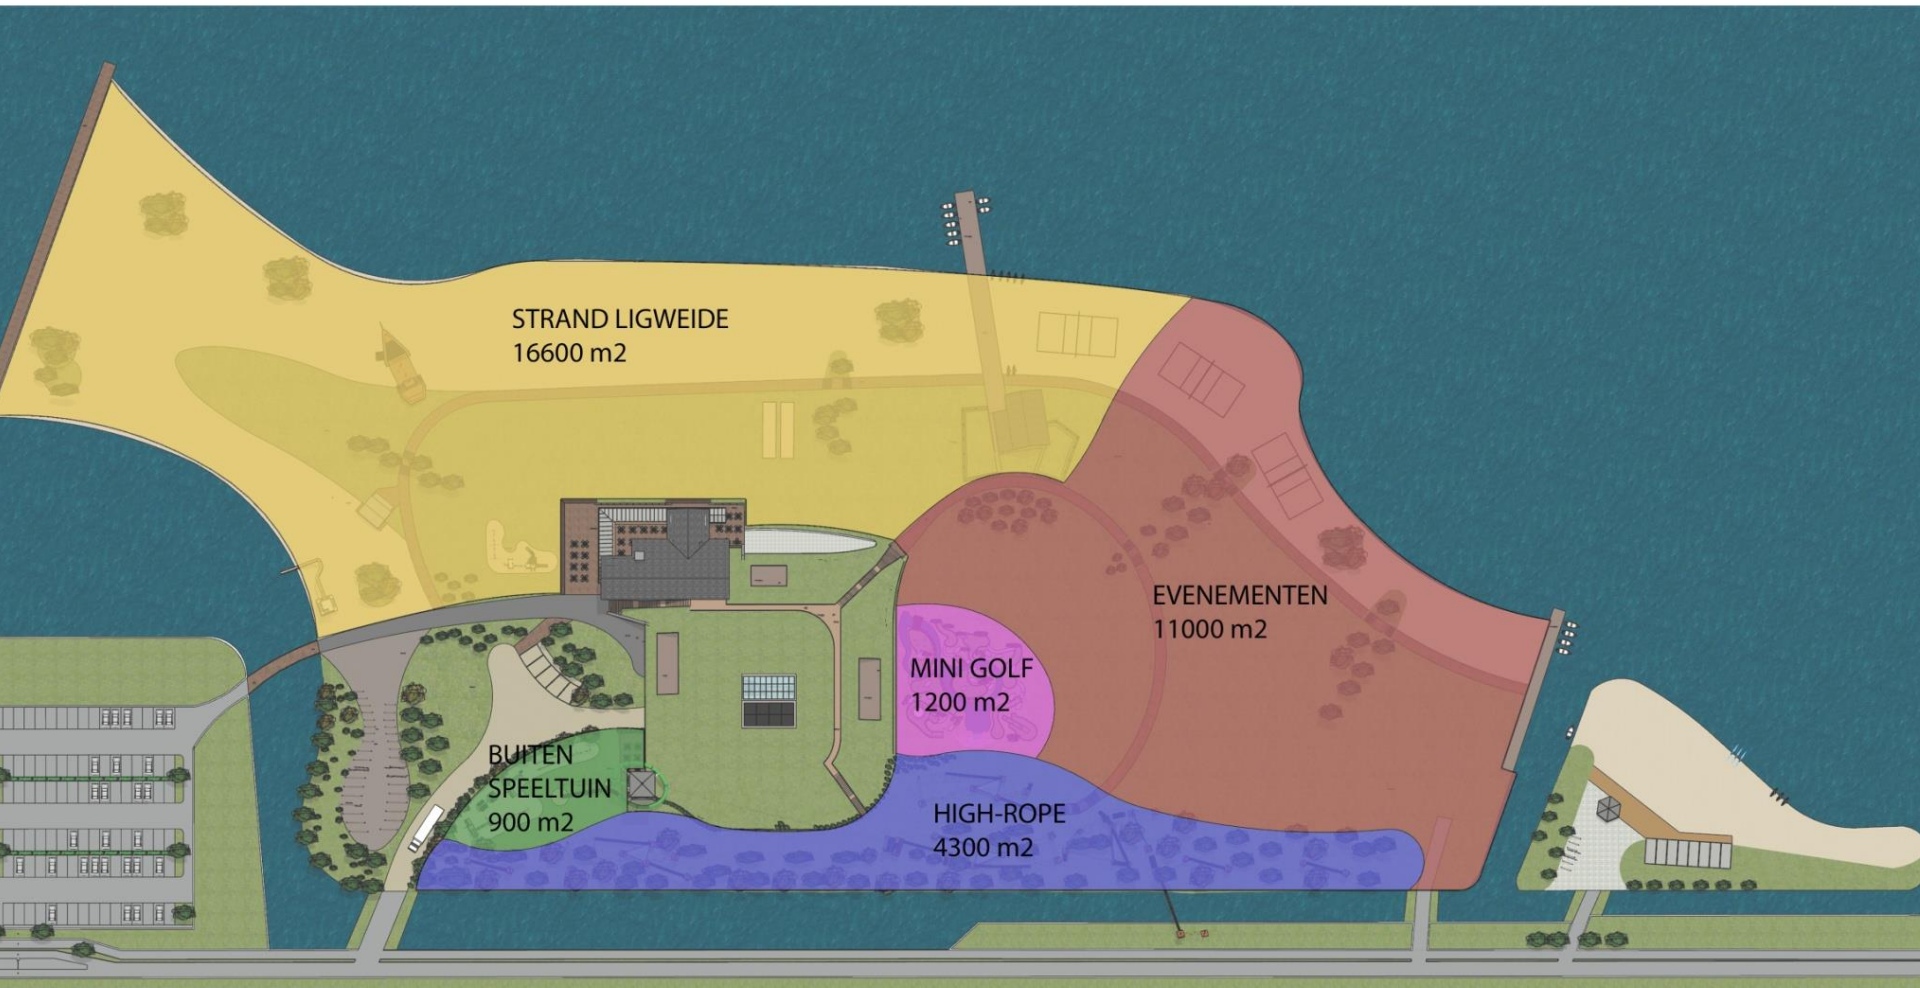 STRAND LIGWEIDE
16600 m2
EVENEMENTEN
11000 m2
MINI GOLF
1200 m2
BUITEN
SPEELTUIN
900 m2
HIGH-ROPE
4300 m2